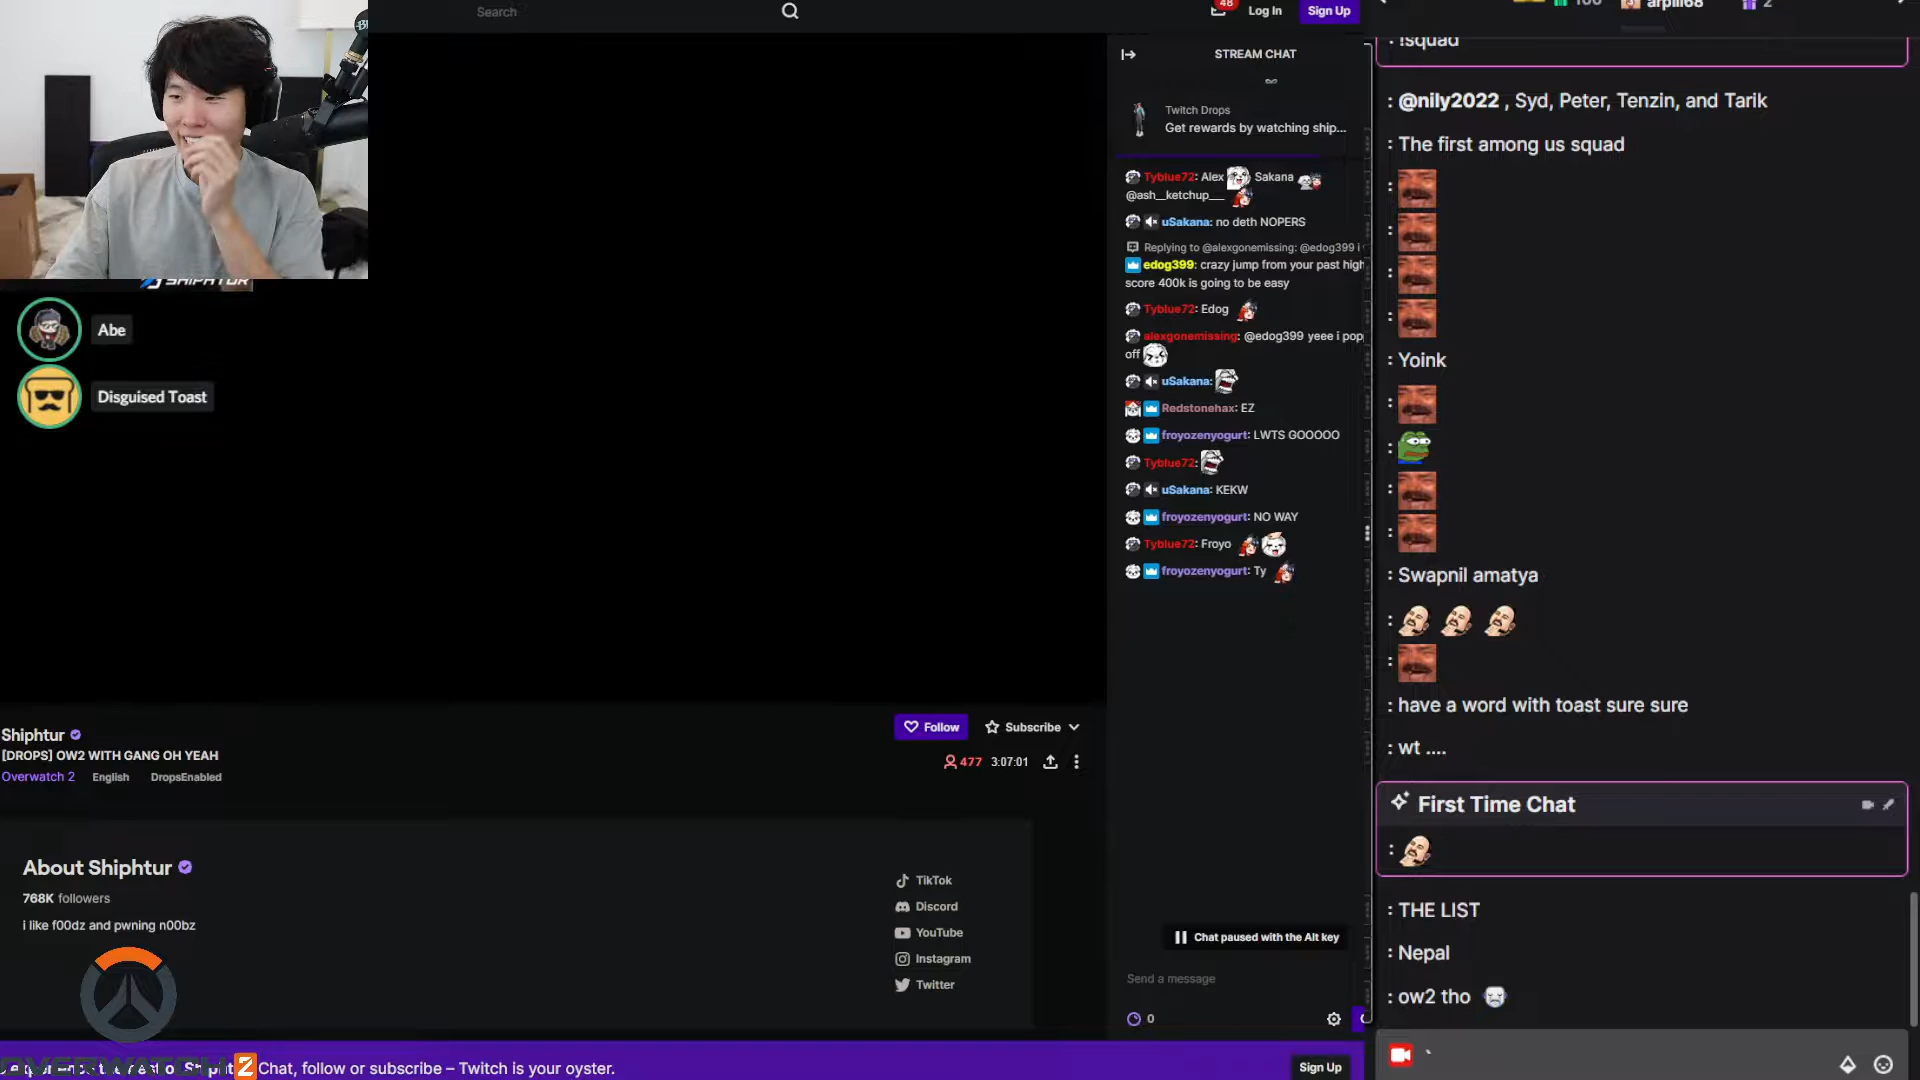 Search
48
Log In
Sign Up
STREAM CHAT
Twitch Drops
Get rewards by watching ship...
Tyblue72: Alex Sakana
@ash__ketchup__
uSakana: no deth NOPERS
Replying to @alexgonemissing: @edog399 i
edog399: crazy jump from your past high
score 400k is going to be easy
Tyblue72: Edog
alexgonemissing: @edog399 yeee i pop
off
uSakana:
Redstonehax: EZ
froyozenyogurt: LWTS GOOOOO
Tyblue72:
uSakana: KEKW
froyozenyogurt: NO WAY
Tyblue72: Froyo
froyozenyogurt: Ty
Chat paused with the Alt key
Send a message
0
SHIPHTUR
Abe
Disguised Toast
Shiphtur
[DROPS] OW2 WITH GANG OH YEAH
Overwatch 2 English DropsEnabled
Follow
Subscribe
477 3:07:01
About Shiphtur
768K followers
i like f00dz and pwning n00bz
TikTok
Discord
YouTube
Instagram
Twitter
Chat, follow or subscribe – Twitch is your oyster.
Sign Up
100
arpili68
2
: !squad
: @nily2022 , Syd, Peter, Tenzin, and Tarik
: The first among us squad
:
:
:
:
: Yoink
:
:
:
:
: Swapnil amatya
:
:
: have a word with toast sure sure
: wt ....
First Time Chat
:
: THE LIST
: Nepal
: ow2 tho
`